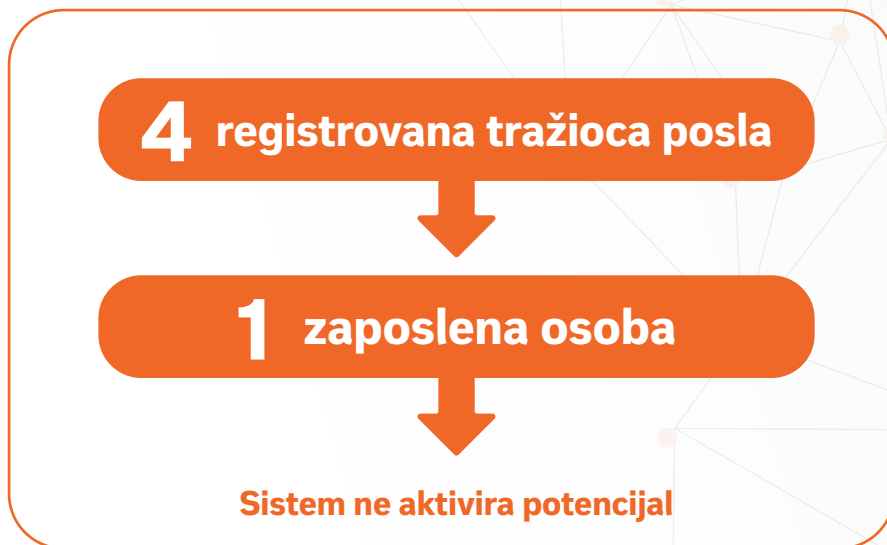 4 registrovana tražioca posla
1 zaposlena osoba
Sistem ne aktivira potencijal